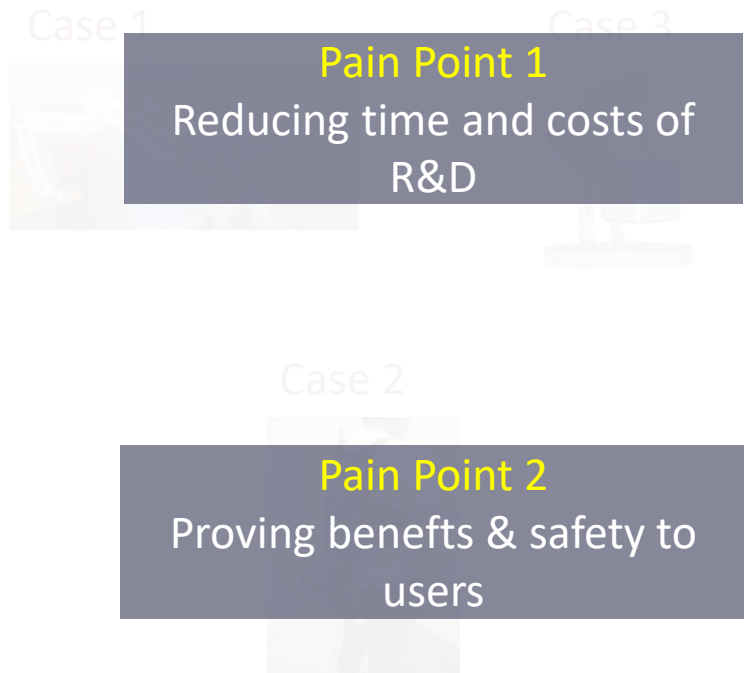 Case 1
Case 3
Pain Point 1
Reducing time and costs of
R&D
Case 2
Pain Point 2
Proving benefts & safety to
users